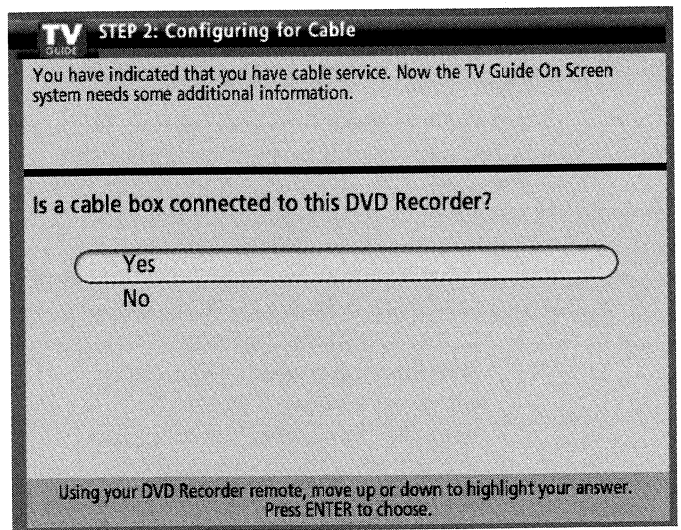 TV
GUIDE
STEP 2: Configuring for Cable
You have indicated that you have cable service. Now the TV Guide On Screen
system needs some additional information.
Is a cable box connected to this DVD Recorder?
Yes
No
Using your DVD Recorder remote, move up or down to highlight your answer.
Press ENTER to choose.